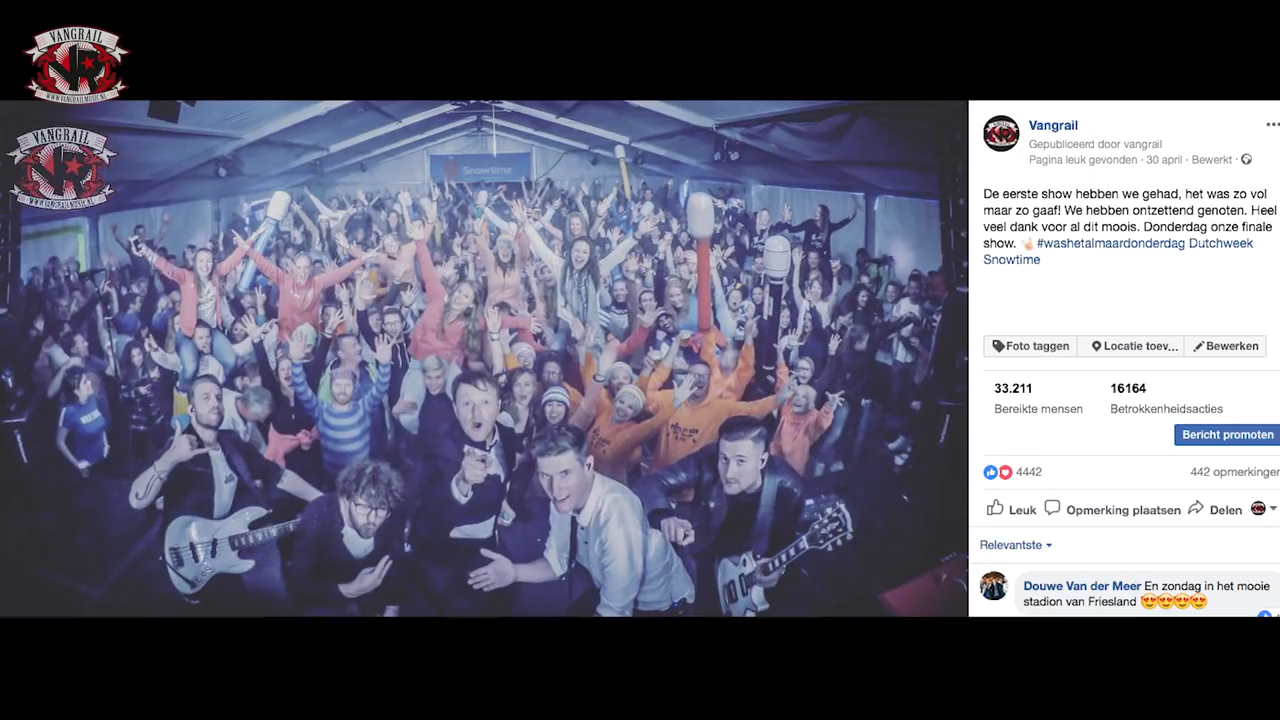 VANGRAIL
WWW.VANGRAILMUSIC.NL
VANGRAIL
WWW.VANGRAILMUSIC.NL
Snowtime
Vangrail
Gepubliceerd door vangrail
Pagina leuk gevonden · 30 april · Bewerkt ·
De eerste show hebben we gehad, het was zo vol
maar zo gaaf! We hebben ontzettend genoten. Heel
veel dank voor al dit moois. Donderdag onze finale
show. 👆🏻 #washetalmaardonderdag Dutchweek
Snowtime
Foto taggen
Locatie toev...
Bewerken
33.211
16164
Bereikte mensen
Betrokkenheidsacties
Bericht promoten
4442
442 opmerkingen
Leuk
Opmerking plaatsen
Delen
Relevantste
Douwe Van der Meer En zondag in het mooie
stadion van Friesland 😍😍😍😍